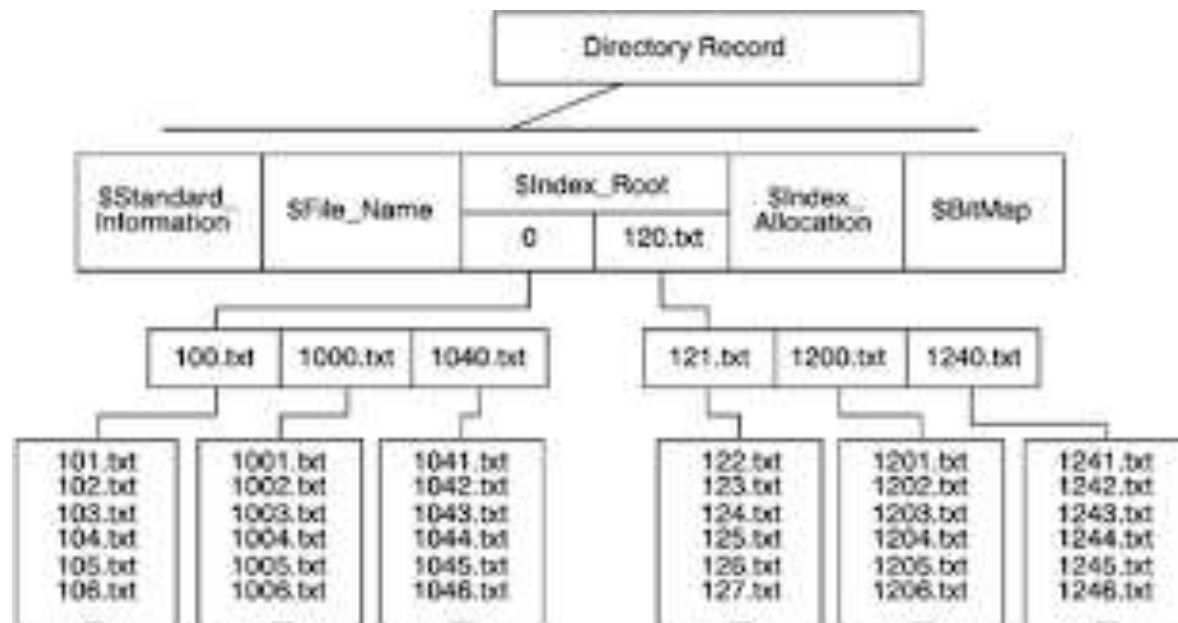 Directory Record
$Standard_
Information
$File_Name
$Index_Root
0
120.txt
$Index_
Allocation
$BitMap
100.txt
1000.txt
1040.txt
121.txt
1200.txt
1240.txt
101.txt
102.txt
103.txt
104.txt
105.txt
106.txt
1001.txt
1002.txt
1003.txt
1004.txt
1005.txt
1006.txt
1041.txt
1042.txt
1043.txt
1044.txt
1045.txt
1046.txt
122.txt
123.txt
124.txt
125.txt
126.txt
127.txt
1201.txt
1202.txt
1203.txt
1204.txt
1205.txt
1206.txt
1241.txt
1242.txt
1243.txt
1244.txt
1245.txt
1246.txt